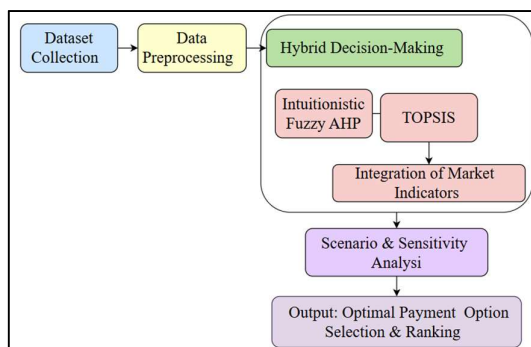 Dataset
Collection
Data
Preprocessing
Hybrid Decision-Making
Intuitionistic
Fuzzy AHP
TOPSIS
Integration of Market
Indicators
Scenario & Sensitivity
Analysi
Output: Optimal Payment Option
Selection & Ranking